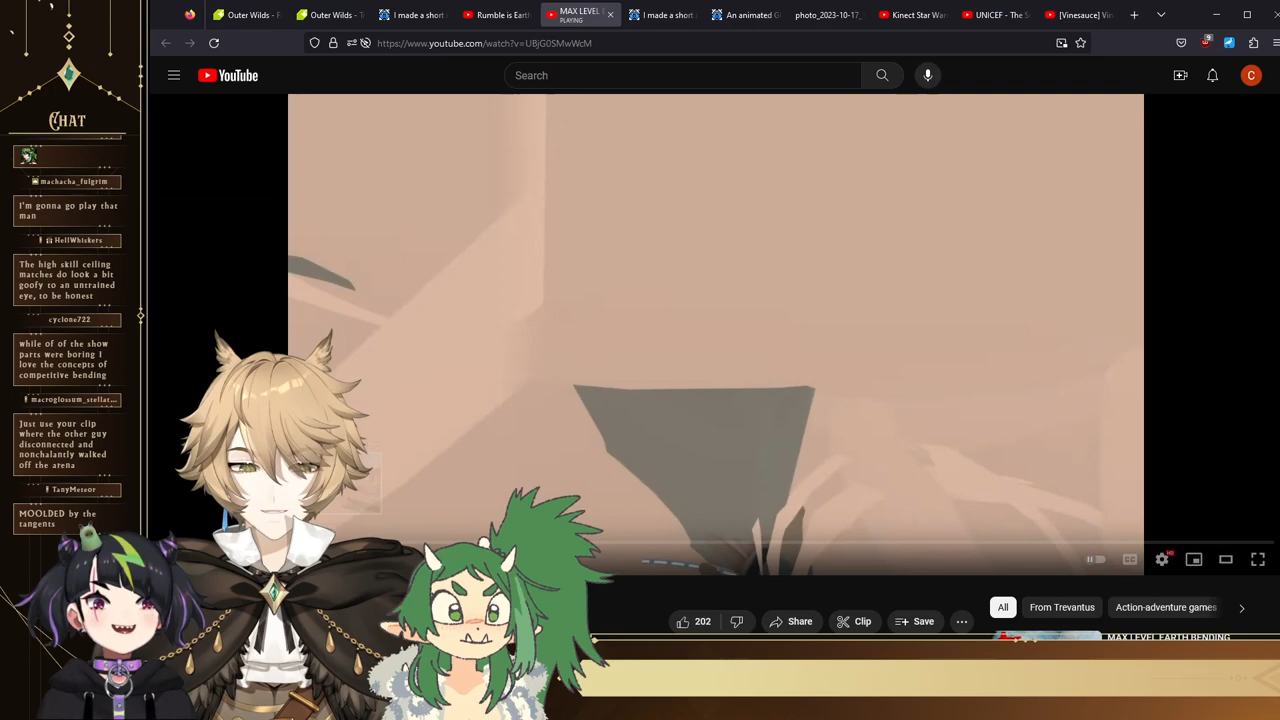 Outer Wilds - F
Outer Wilds - T
I made a short
Rumble is Earth
MAX LEVEL E
PLAYING
I made a short
An animated G
photo_2023-10-17_
Kinect Star War
UNICEF - The S
[Vinesauce] Vin
https://www.youtube.com/watch?v=UBjG0SMwWcM
9
YouTube
Search
C
CHAT
machacha_fulgrim
I'm gonna go play that
man
HellWhiskers
The high skill ceiling
matches do look a bit
goofy to an untrained
eye, to be honest
cyclone722
while of of the show
parts were boring I
love the concepts of
competitive bending
macroglossum_stellat...
Just use your clip
where the other guy
disconnected and
nonchalantly walked
off the arena
TanyMeteor
MOOLDED by the
tangents
CC
HD
202
Share
Clip
Save
All
From Trevantus
Action-adventure games
MAX LEVEL EARTH BENDING